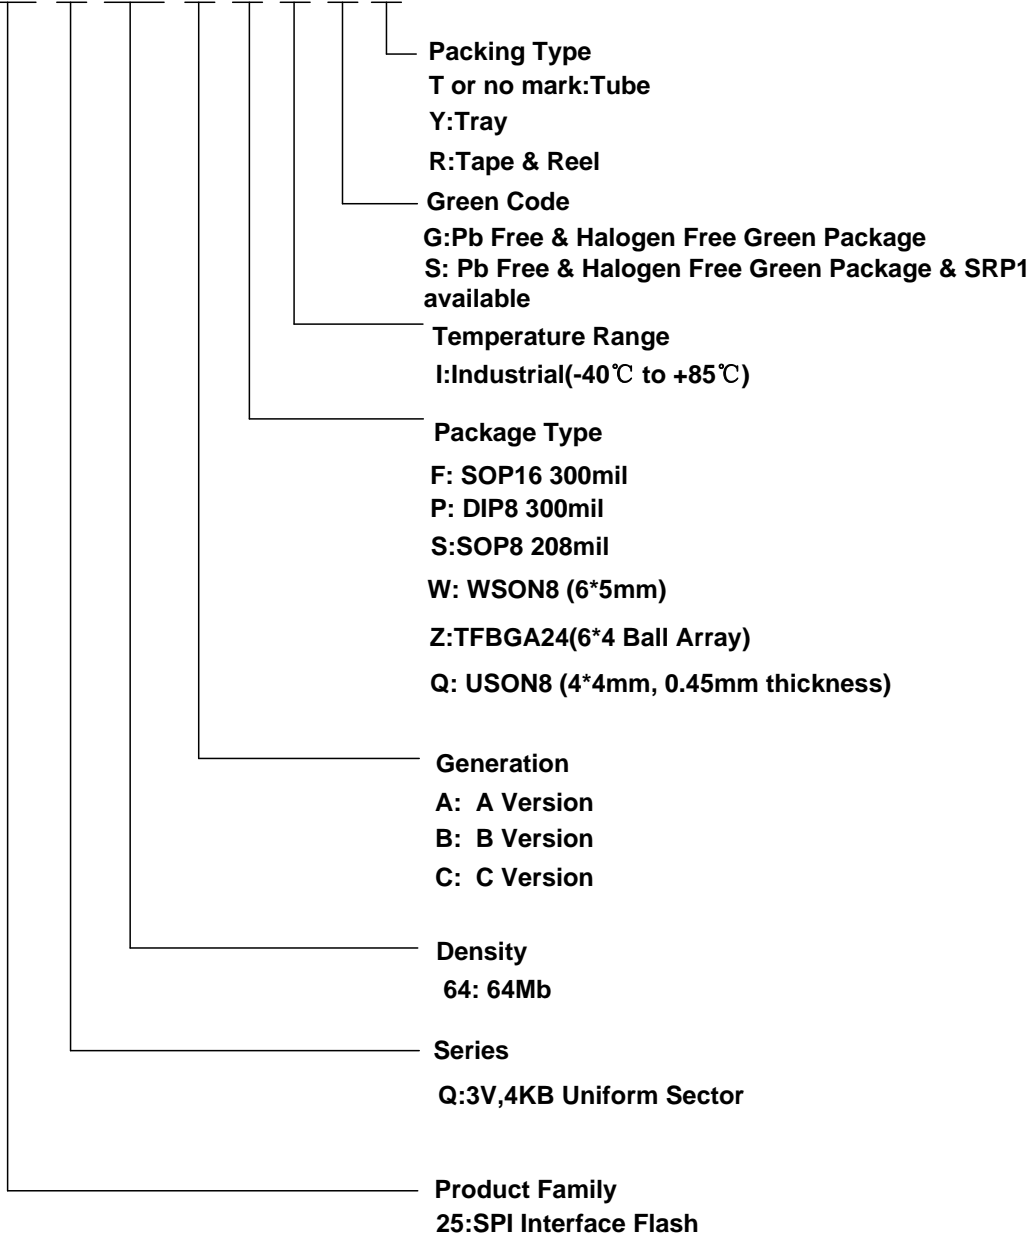 Packing Type
T or no mark:Tube
Y:Tray
R:Tape & Reel
Green Code
G:Pb Free & Halogen Free Green Package
S: Pb Free & Halogen Free Green Package & SRP1
available
Temperature Range
I:Industrial(-40℃ to +85℃)
Package Type
F: SOP16 300mil
P: DIP8 300mil
S:SOP8 208mil
W: WSON8 (6*5mm)
Z:TFBGA24(6*4 Ball Array)
Q: USON8 (4*4mm, 0.45mm thickness)
Generation
A: A Version
B: B Version
C: C Version
Density
64: 64Mb
Series
Q:3V,4KB Uniform Sector
Product Family
25:SPI Interface Flash